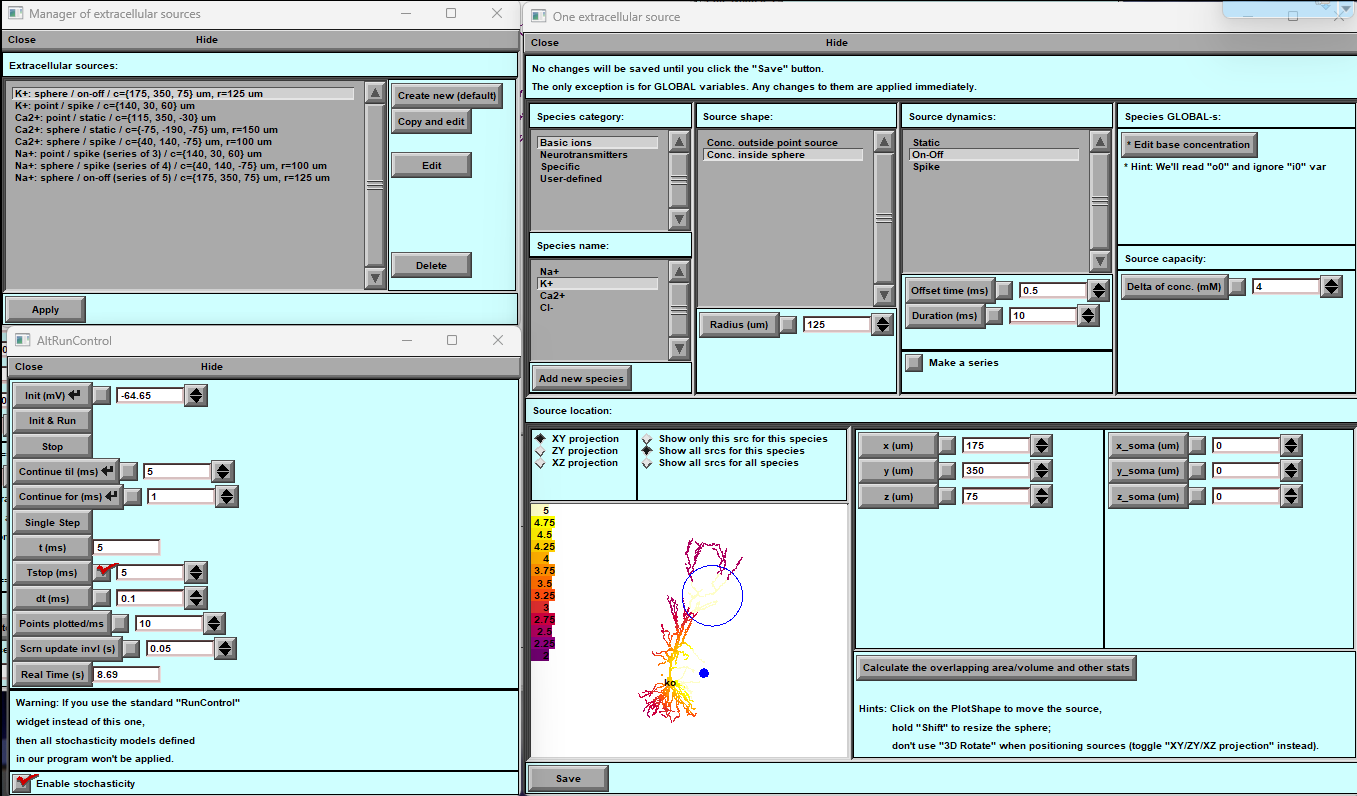 Manager of extracellular sources
Close Hide
Extracellular sources:
K+: sphere / on-off / c={175, 350, 75} um, r=125 um
K+: point / spike / c={140, 30, 60} um
Ca2+: point / static / c={115, 350, -30} um
Ca2+: sphere / static / c={-75, -190, -75} um, r=150 um
Ca2+: sphere / spike / c={40, 140, -75} um, r=100 um
Na+: point / spike (series of 3) / c={140, 30, 60} um
Na+: sphere / spike (series of 4) / c={40, 140, -75} um, r=100 um
Na+: sphere / on-off (series of 5) / c={175, 350, 75} um, r=125 um
Create new (default)
Copy and edit
Edit
Delete
Apply
AltRunControl
Close Hide
Init (mV) -64.65
Init & Run
Stop
Continue til (ms) 5
Continue for (ms) 1
Single Step
t (ms) 5
Tstop (ms) 5
dt (ms) 0.1
Points plotted/ms 10
Scrn update invl (s) 0.05
Real Time (s) 8.69
Warning: If you use the standard "RunControl"
widget instead of this one,
then all stochasticity models defined
in our program won't be applied.
Enable stochasticity
One extracellular source
Close Hide
No changes will be saved until you click the "Save" button.
The only exception is for GLOBAL variables. Any changes to them are applied immediately.
Species category:
Basic ions
Neurotransmitters
Specific
User-defined
Species name:
Na+
K+
Ca2+
Cl-
Add new species
Source shape:
Conc. outside point source
Conc. inside sphere
Radius (um) 125
Source dynamics:
Static
On-Off
Spike
Offset time (ms) 0.5
Duration (ms) 10
Make a series
Species GLOBAL-s:
* Edit base concentration
* Hint: We'll read "o0" and ignore "i0" var
Source capacity:
Delta of conc. (mM) 4
Source location:
XY projection
ZY projection
XZ projection
Show only this src for this species
Show all srcs for this species
Show all srcs for all species
5
4.75
4.5
4.25
4
3.75
3.5
3.25
3
2.75
2.5
2.25
2
ko
x (um) 175
y (um) 350
z (um) 75
x_soma (um) 0
y_soma (um) 0
z_soma (um) 0
Calculate the overlapping area/volume and other stats
Hints: Click on the PlotShape to move the source,
hold "Shift" to resize the sphere;
don't use "3D Rotate" when positioning sources (toggle "XY/ZY/XZ projection" instead).
Save